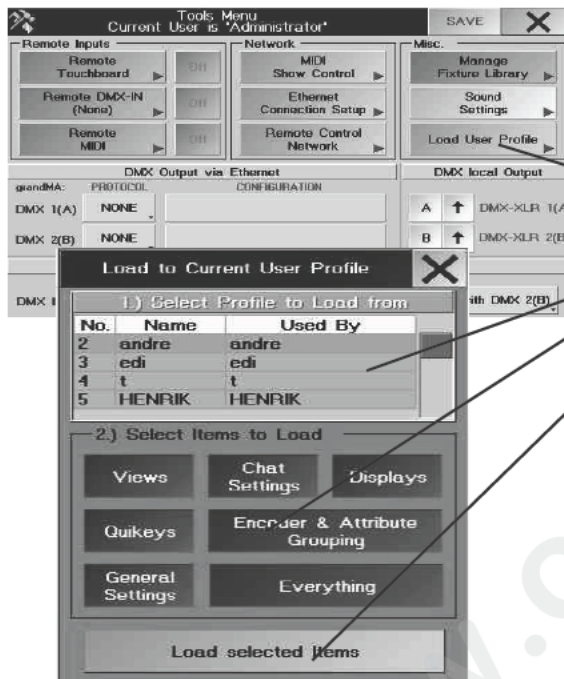 Tools Menu
Current User is 'Administrator'
SAVE
Remote Inputs
Network
Misc.
Remote Touchboard
Off
MIDI Show Control
Manage Fixture Library
Remote DMX-IN (None)
Off
Ethernet Connection Setup
Sound Settings
Remote MIDI
Off
Remote Control Network
Load User Profile
DMX Output via Ethernet
DMX local Output
grandMA:
PROTOCOL
CONFIGURATION
DMX 1(A)
NONE
A
DMX-XLR 1(A
DMX 2(B)
NONE
B
DMX-XLR 2(B
Load to Current User Profile
1.) Select Profile to Load from
DMX
ith DMX 2(B)
No. Name Used By
2 andre andre
3 edi edi
4 t t
5 HENRIK HENRIK
2.) Select Items to Load
Views
Chat Settings
Displays
Quikeys
Encoder & Attribute Grouping
General Settings
Everything
Load selected Items